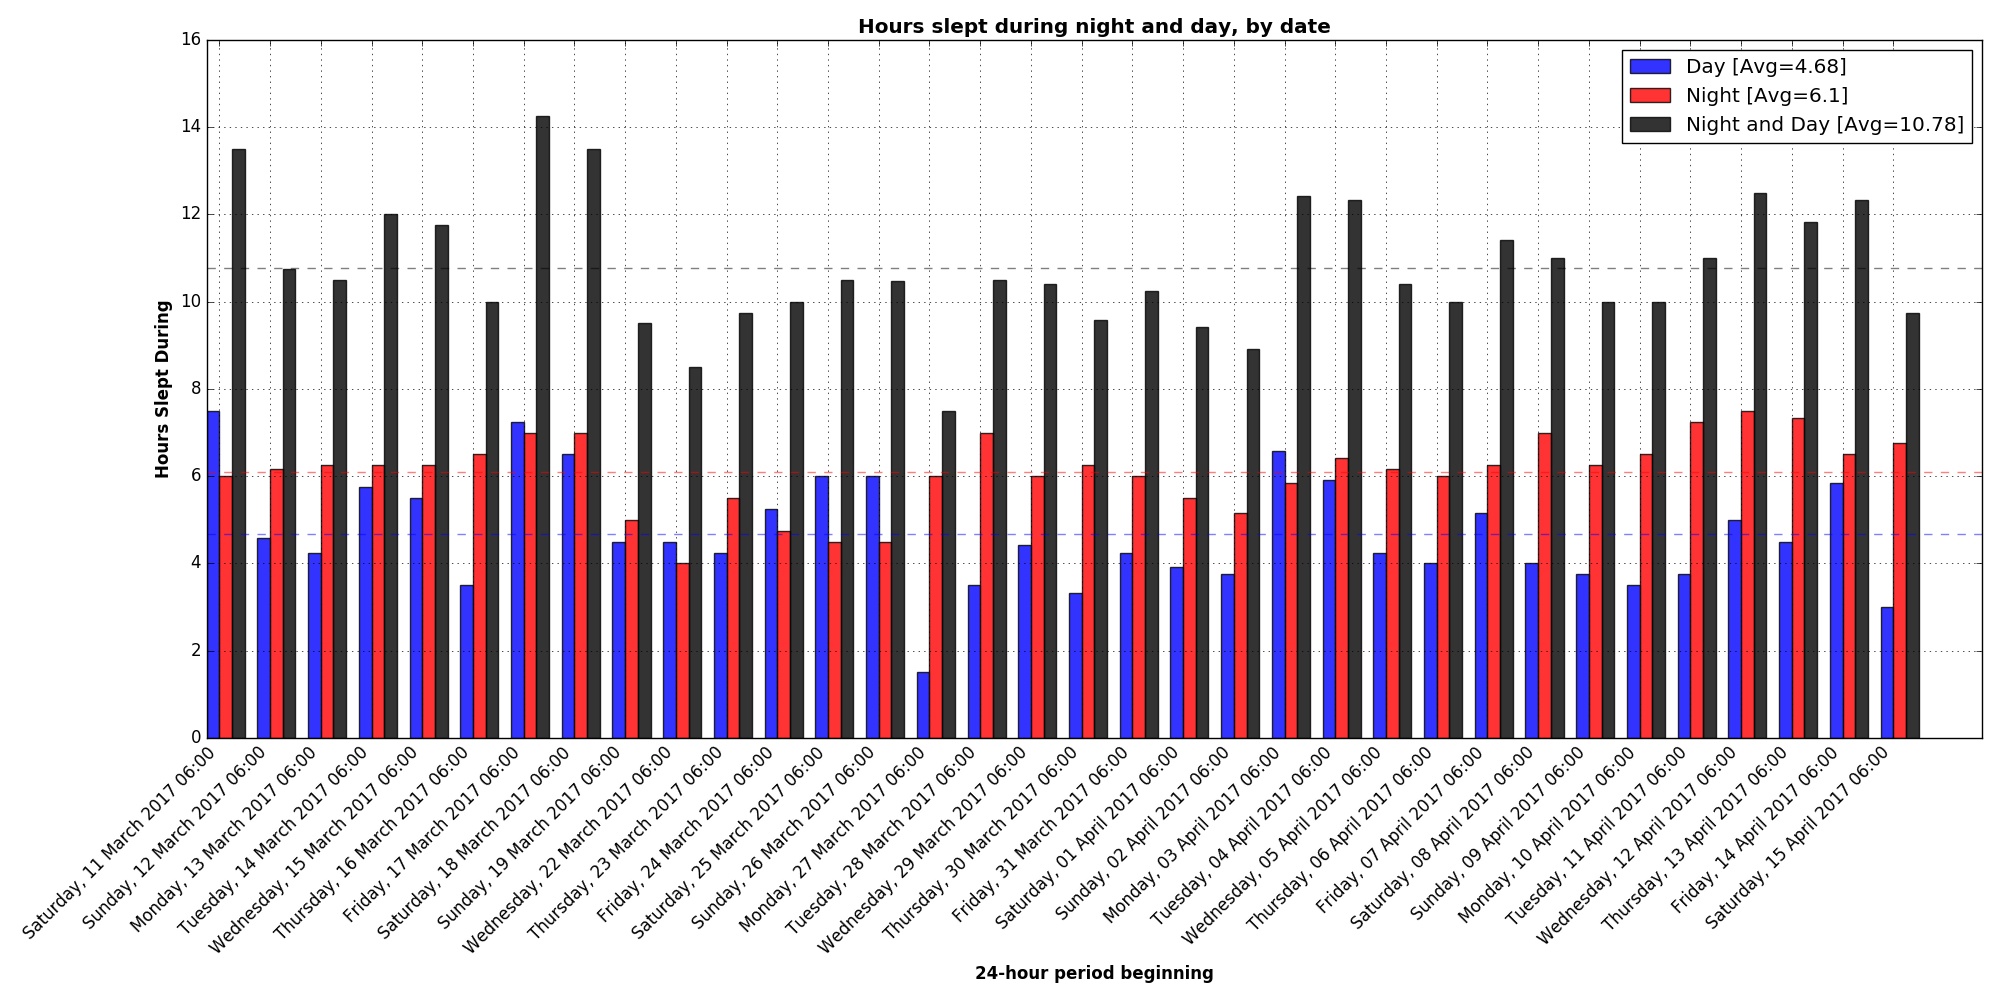 Hours slept during night and day, by date
16
14
12
10
8
6
4
2
0
Hours Slept During
Day [Avg=4.68]
Night [Avg=6.1]
Night and Day [Avg=10.78]
Saturday, 11 March 2017 06:00
Sunday, 12 March 2017 06:00
Monday, 13 March 2017 06:00
Tuesday, 14 March 2017 06:00
Wednesday, 15 March 2017 06:00
Thursday, 16 March 2017 06:00
Friday, 17 March 2017 06:00
Saturday, 18 March 2017 06:00
Sunday, 19 March 2017 06:00
Wednesday, 22 March 2017 06:00
Thursday, 23 March 2017 06:00
Friday, 24 March 2017 06:00
Saturday, 25 March 2017 06:00
Sunday, 26 March 2017 06:00
Monday, 27 March 2017 06:00
Tuesday, 28 March 2017 06:00
Wednesday, 29 March 2017 06:00
Thursday, 30 March 2017 06:00
Friday, 31 March 2017 06:00
Saturday, 01 April 2017 06:00
Sunday, 02 April 2017 06:00
Monday, 03 April 2017 06:00
Tuesday, 04 April 2017 06:00
Wednesday, 05 April 2017 06:00
Thursday, 06 April 2017 06:00
Friday, 07 April 2017 06:00
Saturday, 08 April 2017 06:00
Sunday, 09 April 2017 06:00
Monday, 10 April 2017 06:00
Tuesday, 11 April 2017 06:00
Wednesday, 12 April 2017 06:00
Thursday, 13 April 2017 06:00
Friday, 14 April 2017 06:00
Saturday, 15 April 2017 06:00
24-hour period beginning